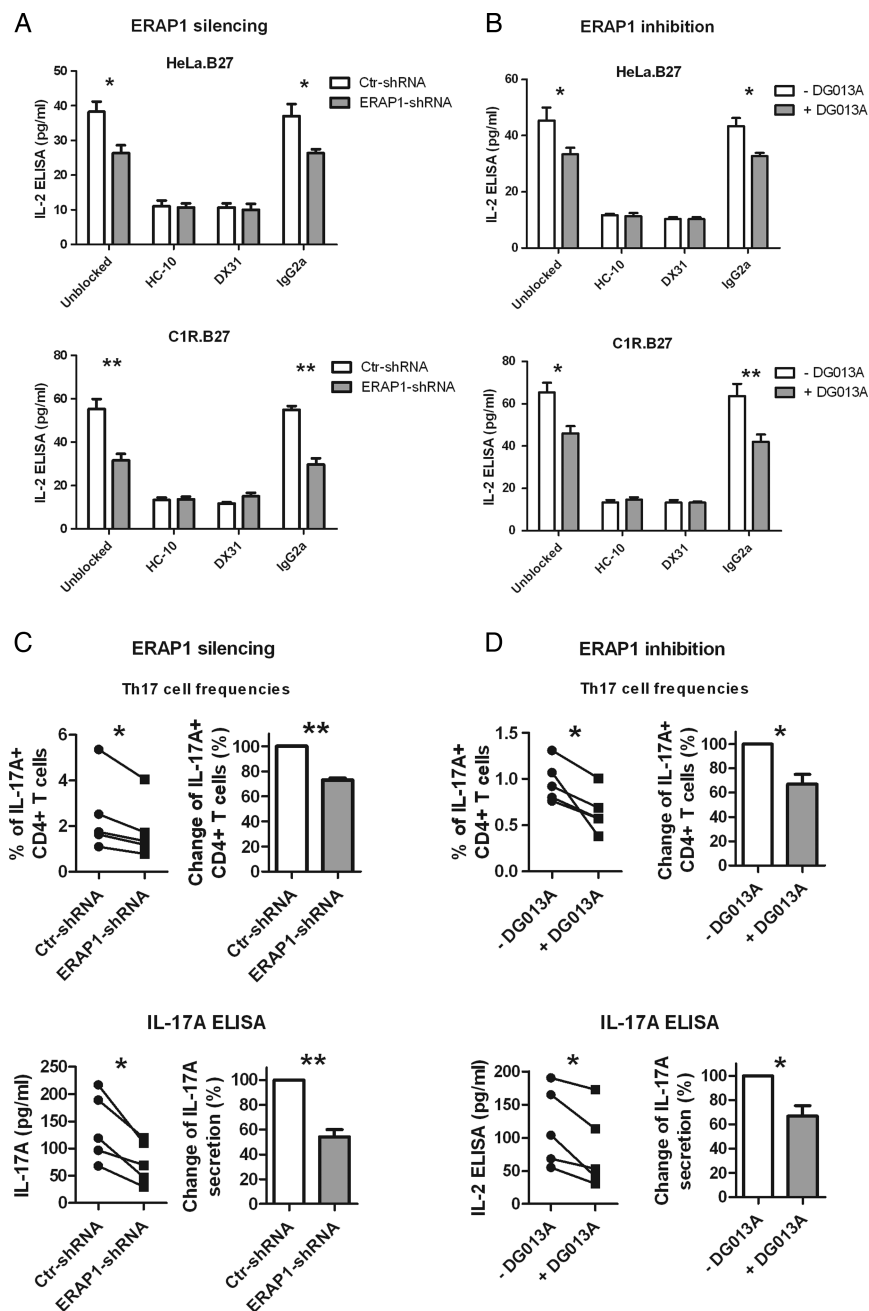 A
ERAP1 silencing
HeLa.B27
IL-2 ELISA (pg/ml)
50
40
30
20
10
0
*
*
Ctr-shRNA
ERAP1-shRNA
Unblocked
HC-10
DX31
IgG2a
C1R.B27
IL-2 ELISA (pg/ml)
80
60
40
20
0
**
**
Ctr-shRNA
ERAP1-shRNA
Unblocked
HC-10
DX31
IgG2a
B
ERAP1 inhibition
HeLa.B27
IL-2 ELISA (pg/ml)
60
40
20
0
*
*
- DG013A
+ DG013A
Unblocked
HC-10
DX31
IgG2a
C1R.B27
IL-2 ELISA (pg/ml)
80
60
40
20
0
*
**
- DG013A
+ DG013A
Unblocked
HC-10
DX31
IgG2a
C
ERAP1 silencing
Th17 cell frequencies
% of IL-17A+
CD4+ T cells
6
4
2
0
*
Ctr-shRNA
ERAP1-shRNA
Change of IL-17A+
CD4+ T cells (%)
100
80
60
40
20
0
**
Ctr-shRNA
ERAP1-shRNA
IL-17A ELISA
IL-17A (pg/ml)
250
200
150
100
50
0
*
Ctr-shRNA
ERAP1-shRNA
Change of IL-17A
secretion (%)
100
80
60
40
20
0
**
Ctr-shRNA
ERAP1-shRNA
D
ERAP1 inhibition
Th17 cell frequencies
% of IL-17A+
CD4+ T cells
1.5
1.0
0.5
0.0
*
- DG013A
+ DG013A
Change of IL-17A+
CD4+ T cells (%)
100
80
60
40
20
0
*
- DG013A
+ DG013A
IL-17A ELISA
IL-2 ELISA (pg/ml)
200
150
100
50
0
*
- DG013A
+ DG013A
Change of IL-17A
secretion (%)
100
80
60
40
20
0
*
- DG013A
+ DG013A